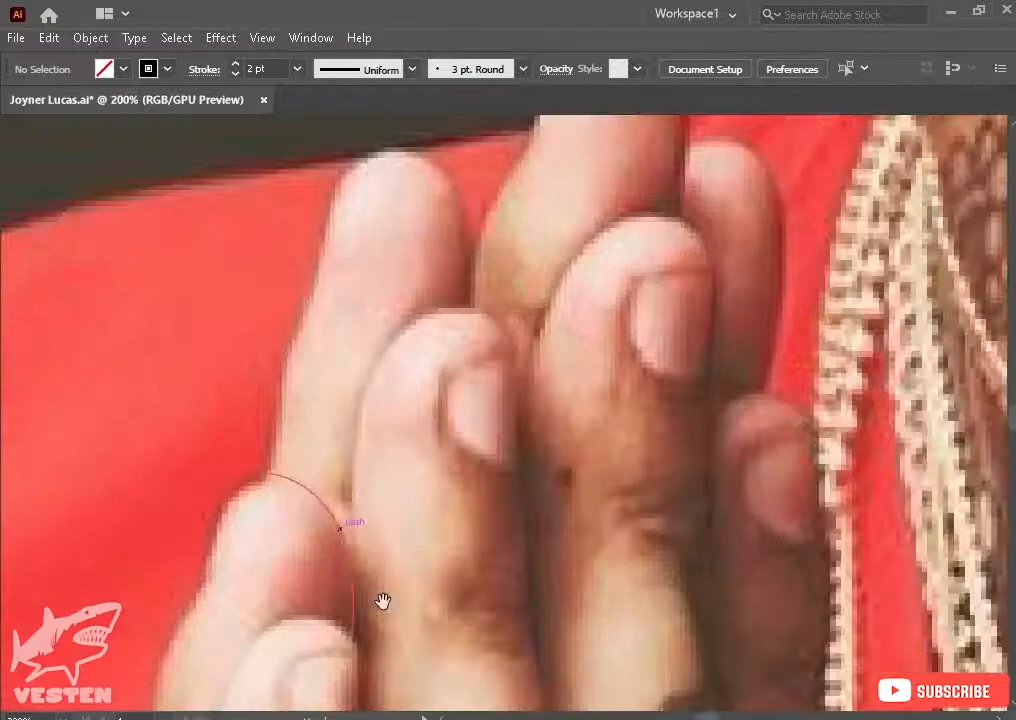 Ai
Workspace1
Search Adobe Stock
File Edit Object Type Select Effect View Window Help
No Selection Stroke: 2 pt Uniform 3 pt. Round Opacity Style: Document Setup Preferences
Joyner Lucas.ai* @ 200% (RGB/GPU Preview) ×
VESTEN
SUBSCRIBE